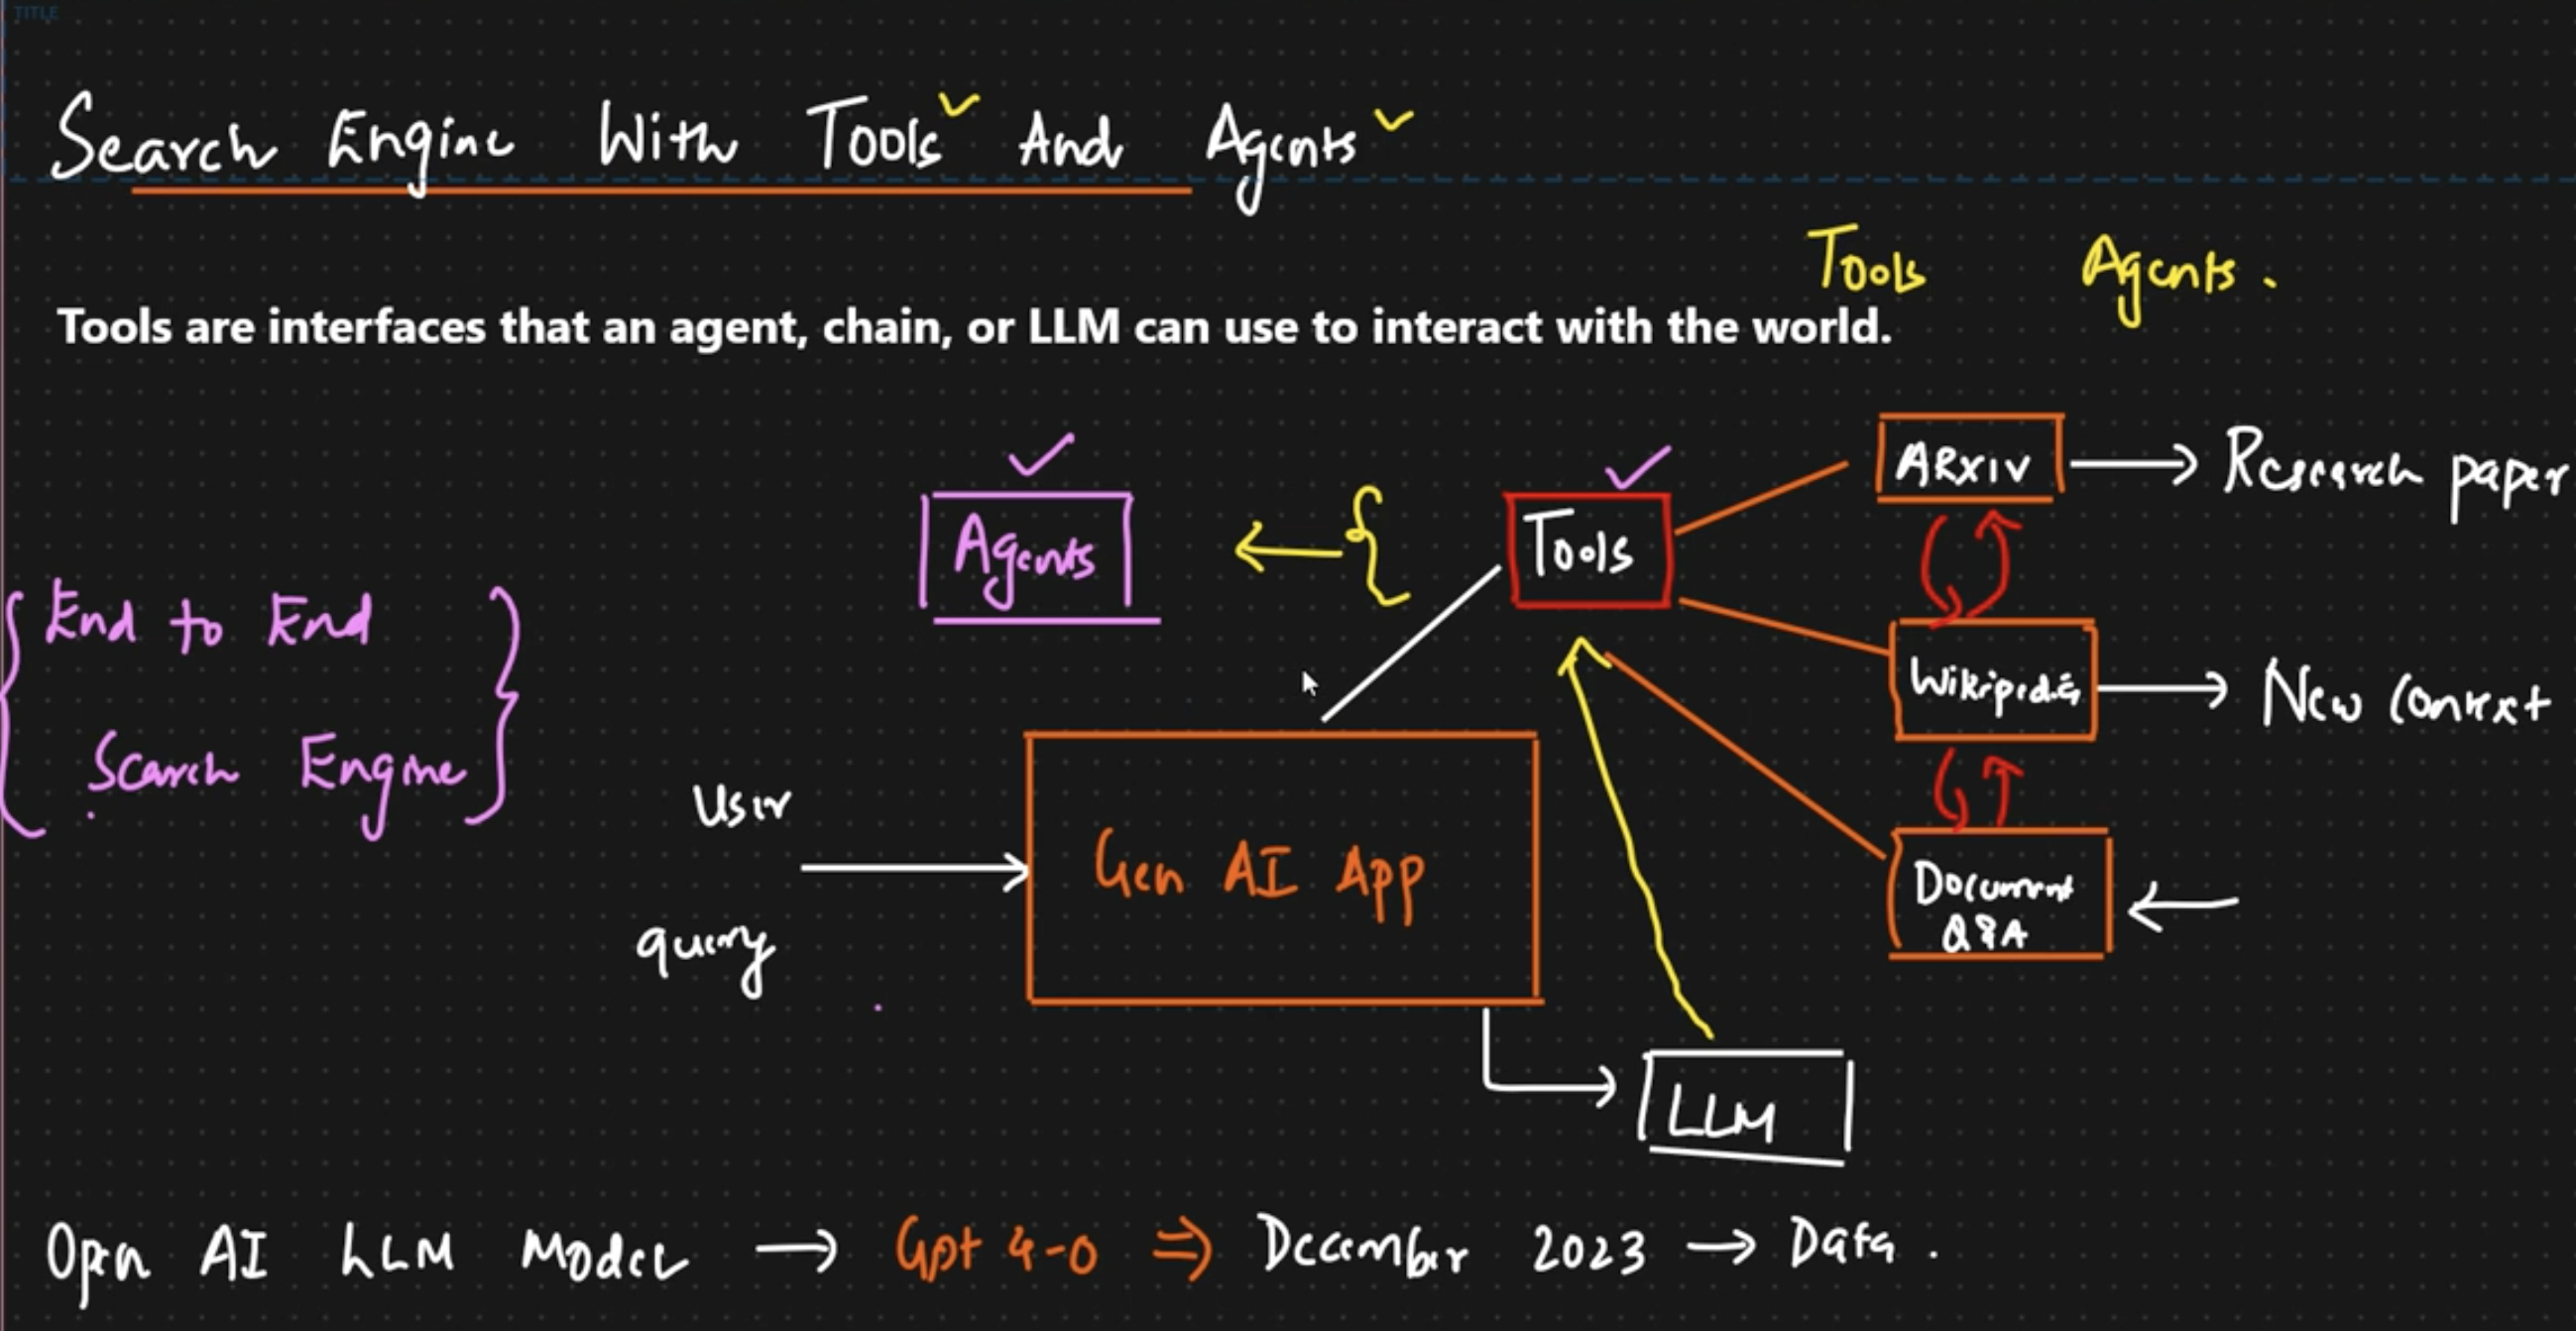 TITLE
Search Engine With Tools And Agents
Tools Agents.
Tools are interfaces that an agent, chain, or LLM can use to interact with the world.
ARXIV
Research paper
Agents
Tools
End to End
Search Engine
Wikipedia
New Context
User
query
Gen AI App
Document
Q&A
LLM
Open AI LLM Model → Gpt 4-0 ⇒ December 2023 → Data.